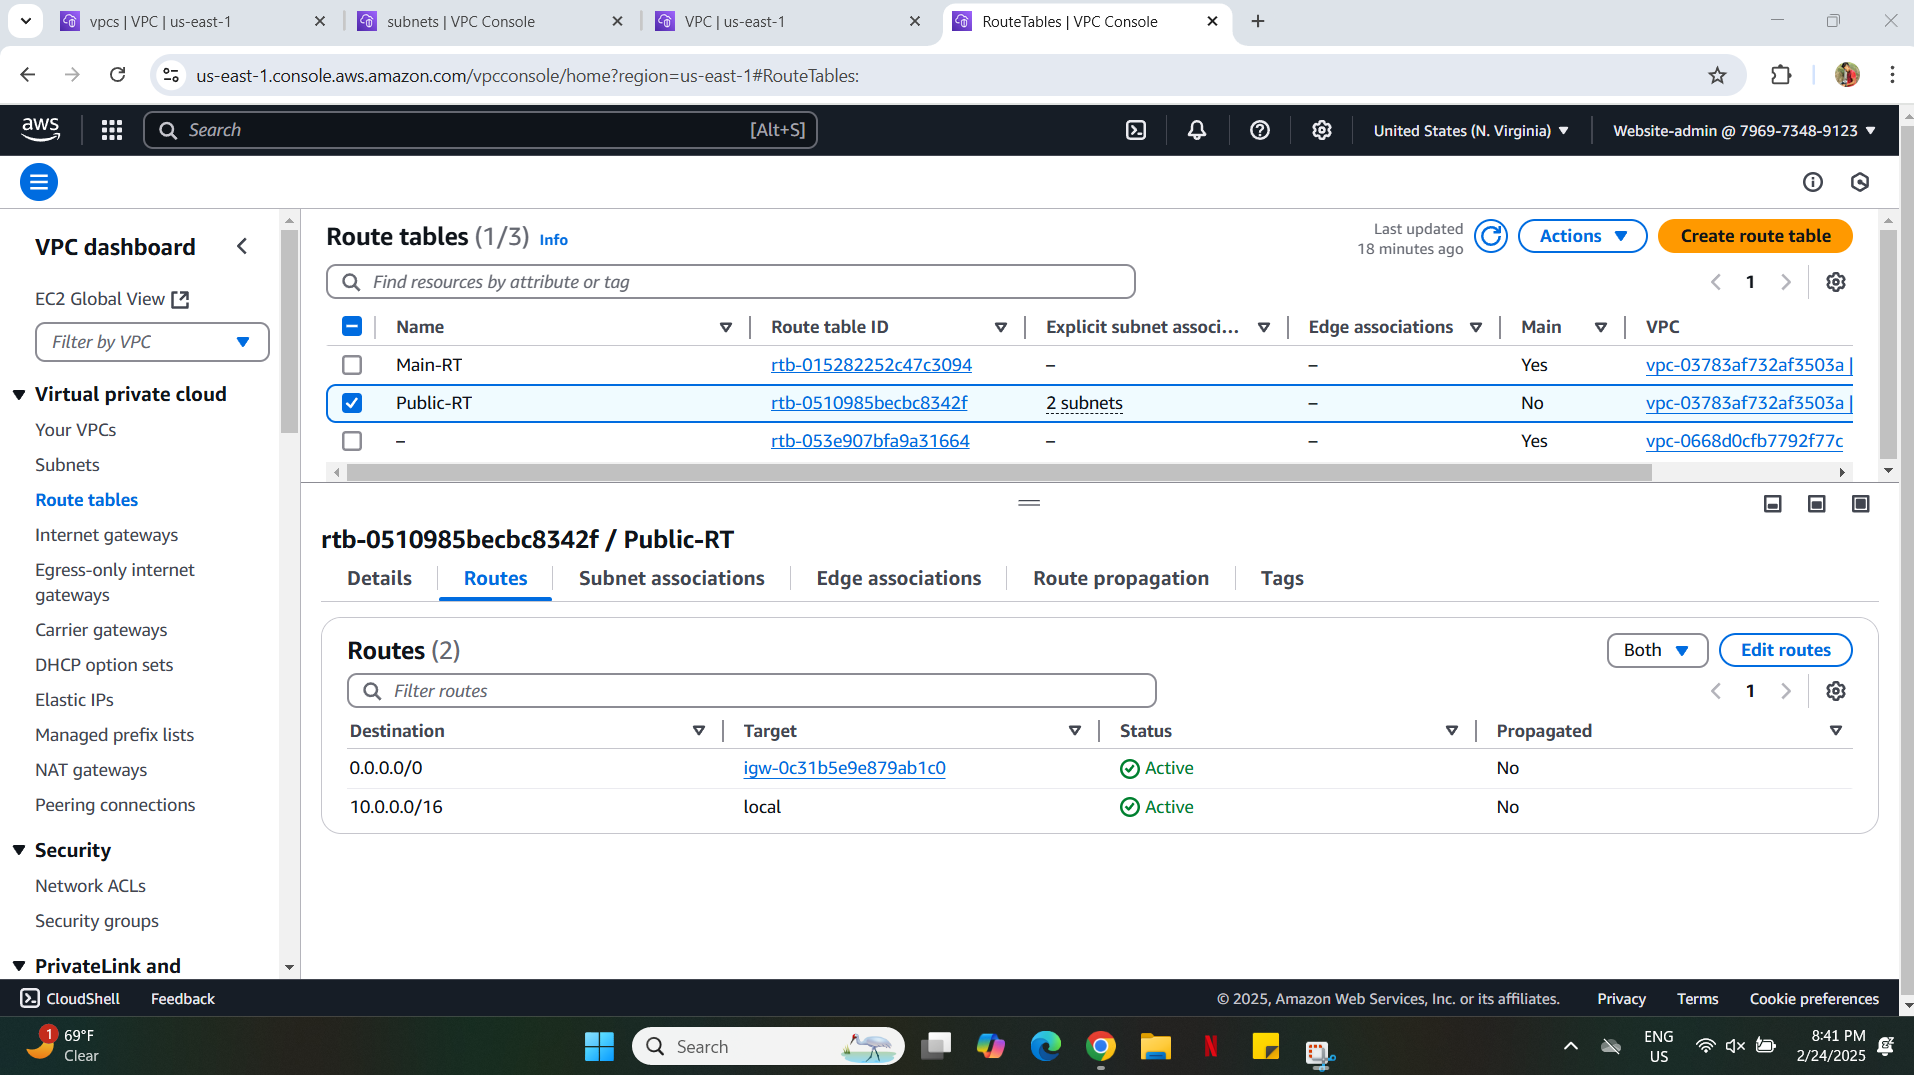 vpcs | VPC | us-east-1
subnets | VPC Console
VPC | us-east-1
RouteTables | VPC Console
us-east-1.console.aws.amazon.com/vpcconsole/home?region=us-east-1#RouteTables:
aws
Search
[Alt+S]
United States (N. Virginia)
Website-admin @ 7969-7348-9123
VPC dashboard
EC2 Global View
Filter by VPC
Virtual private cloud
Your VPCs
Subnets
Route tables
Internet gateways
Egress-only internet
gateways
Carrier gateways
DHCP option sets
Elastic IPs
Managed prefix lists
NAT gateways
Peering connections
Security
Network ACLs
Security groups
PrivateLink and
Route tables (1/3) Info
Last updated
18 minutes ago
Actions
Create route table
Find resources by attribute or tag
1
Name Route table ID Explicit subnet associ... Edge associations Main VPC
Main-RT rtb-015282252c47c3094 – – Yes vpc-03783af732af3503a |
Public-RT rtb-0510985becbc8342f 2 subnets – No vpc-03783af732af3503a |
– rtb-053e907bfa9a31664 – – Yes vpc-0668d0cfb7792f77c
rtb-0510985becbc8342f / Public-RT
Details Routes Subnet associations Edge associations Route propagation Tags
Routes (2)
Both
Edit routes
Filter routes
1
Destination Target Status Propagated
0.0.0.0/0 igw-0c31b5e9e879ab1c0 Active No
10.0.0.0/16 local Active No
CloudShell Feedback
© 2025, Amazon Web Services, Inc. or its affiliates. Privacy Terms Cookie preferences
1
69°F
Clear
Search
N
ENG
US
8:41 PM
2/24/2025